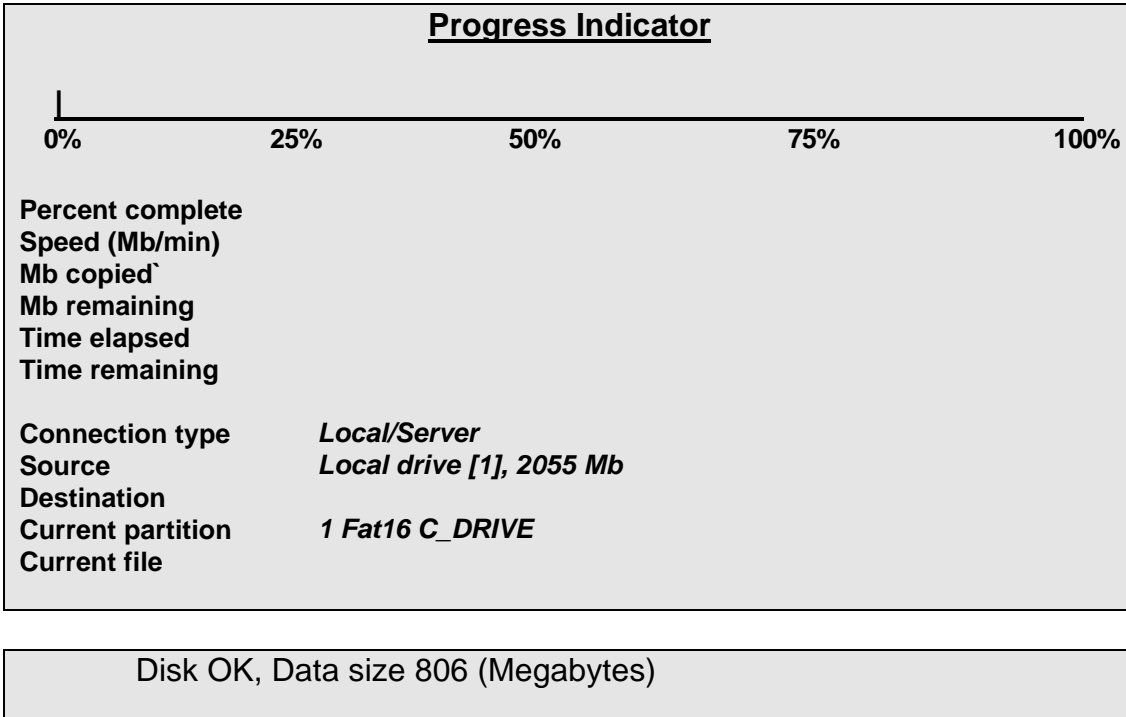 Progress Indicator
0% 25% 50% 75% 100%
Percent complete
Speed (Mb/min)
Mb copied`
Mb remaining
Time elapsed
Time remaining
Connection type Local/Server
Source Local drive [1], 2055 Mb
Destination
Current partition 1 Fat16 C_DRIVE
Current file
Disk OK, Data size 806 (Megabytes)